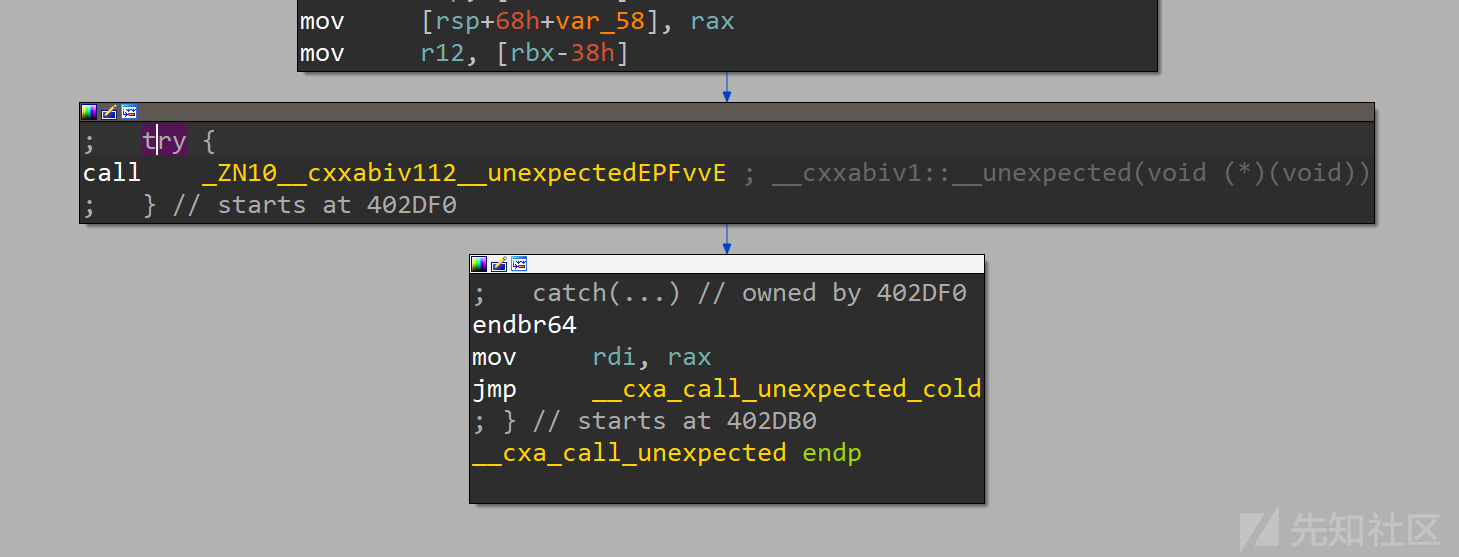 mov [rsp+68h+var_58], rax
mov r12, [rbx-38h]
; try {
call _ZN10__cxxabiv112__unexpectedEPFvvE ; __cxxabiv1::__unexpected(void (*)(void))
; } // starts at 402DF0
; catch(...) // owned by 402DF0
endbr64
mov rdi, rax
jmp __cxa_call_unexpected_cold
; } // starts at 402DB0
__cxa_call_unexpected endp
先知社区